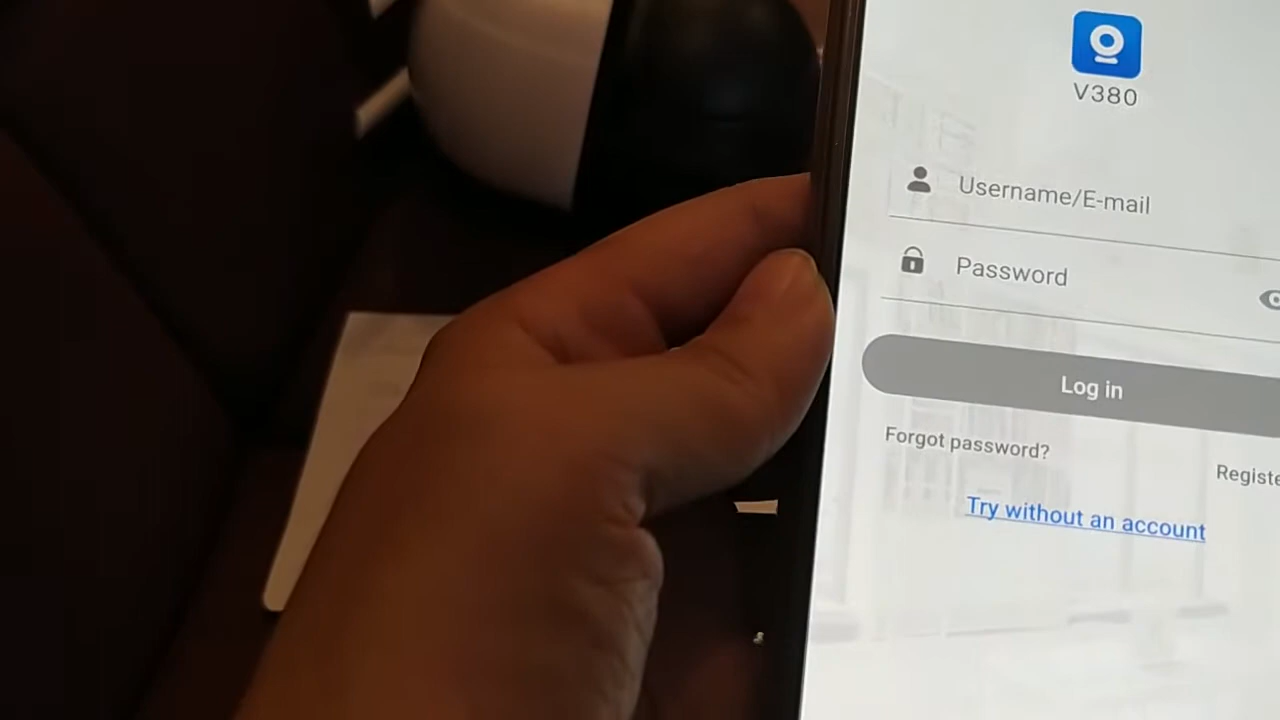 V380
Username/E-mail
Password
Log in
Forgot password?
Registe
Try without an account